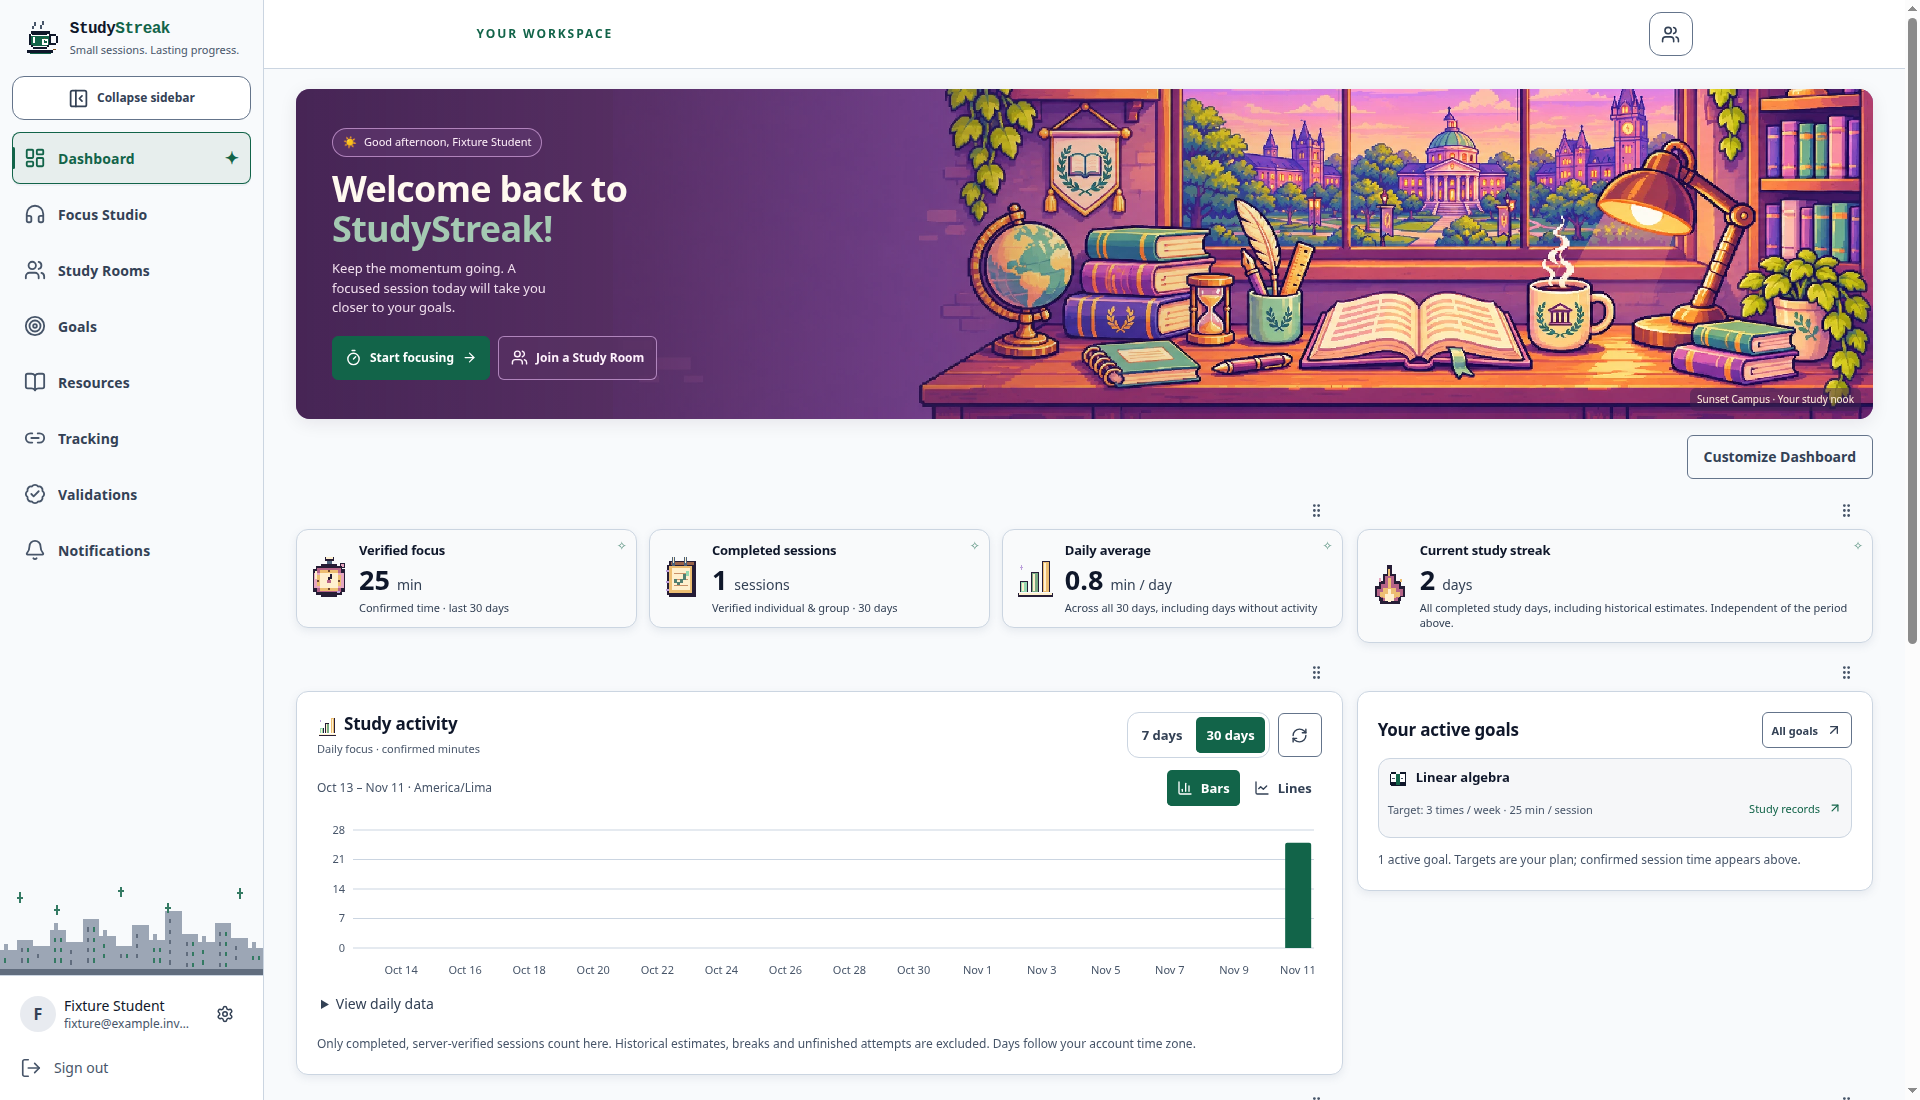 StudyStreak
Small sessions. Lasting progress.
Collapse sidebar
Dashboard
Focus Studio
Study Rooms
Goals
Resources
Tracking
Validations
Notifications
F
Fixture Student
fixture@example.inv...
Sign out
YOUR WORKSPACE
Good afternoon, Fixture Student
Welcome back to
StudyStreak!
Keep the momentum going. A
focused session today will take you
closer to your goals.
Start focusing
Join a Study Room
Sunset Campus · Your study nook
Customize Dashboard
Verified focus
25 min
Confirmed time · last 30 days
Completed sessions
1 sessions
Verified individual & group · 30 days
Daily average
0.8 min / day
Across all 30 days, including days without activity
Current study streak
2 days
All completed study days, including historical estimates. Independent of the period
above.
Study activity
Daily focus · confirmed minutes
7 days
30 days
Oct 13 – Nov 11 · America/Lima
Bars
Lines
28
21
14
7
0
Oct 14 Oct 16 Oct 18 Oct 20 Oct 22 Oct 24 Oct 26 Oct 28 Oct 30 Nov 1 Nov 3 Nov 5 Nov 7 Nov 9 Nov 11
View daily data
Only completed, server-verified sessions count here. Historical estimates, breaks and unfinished attempts are excluded. Days follow your account time zone.
Your active goals
All goals
Linear algebra
Target: 3 times / week · 25 min / session
Study records
1 active goal. Targets are your plan; confirmed session time appears above.